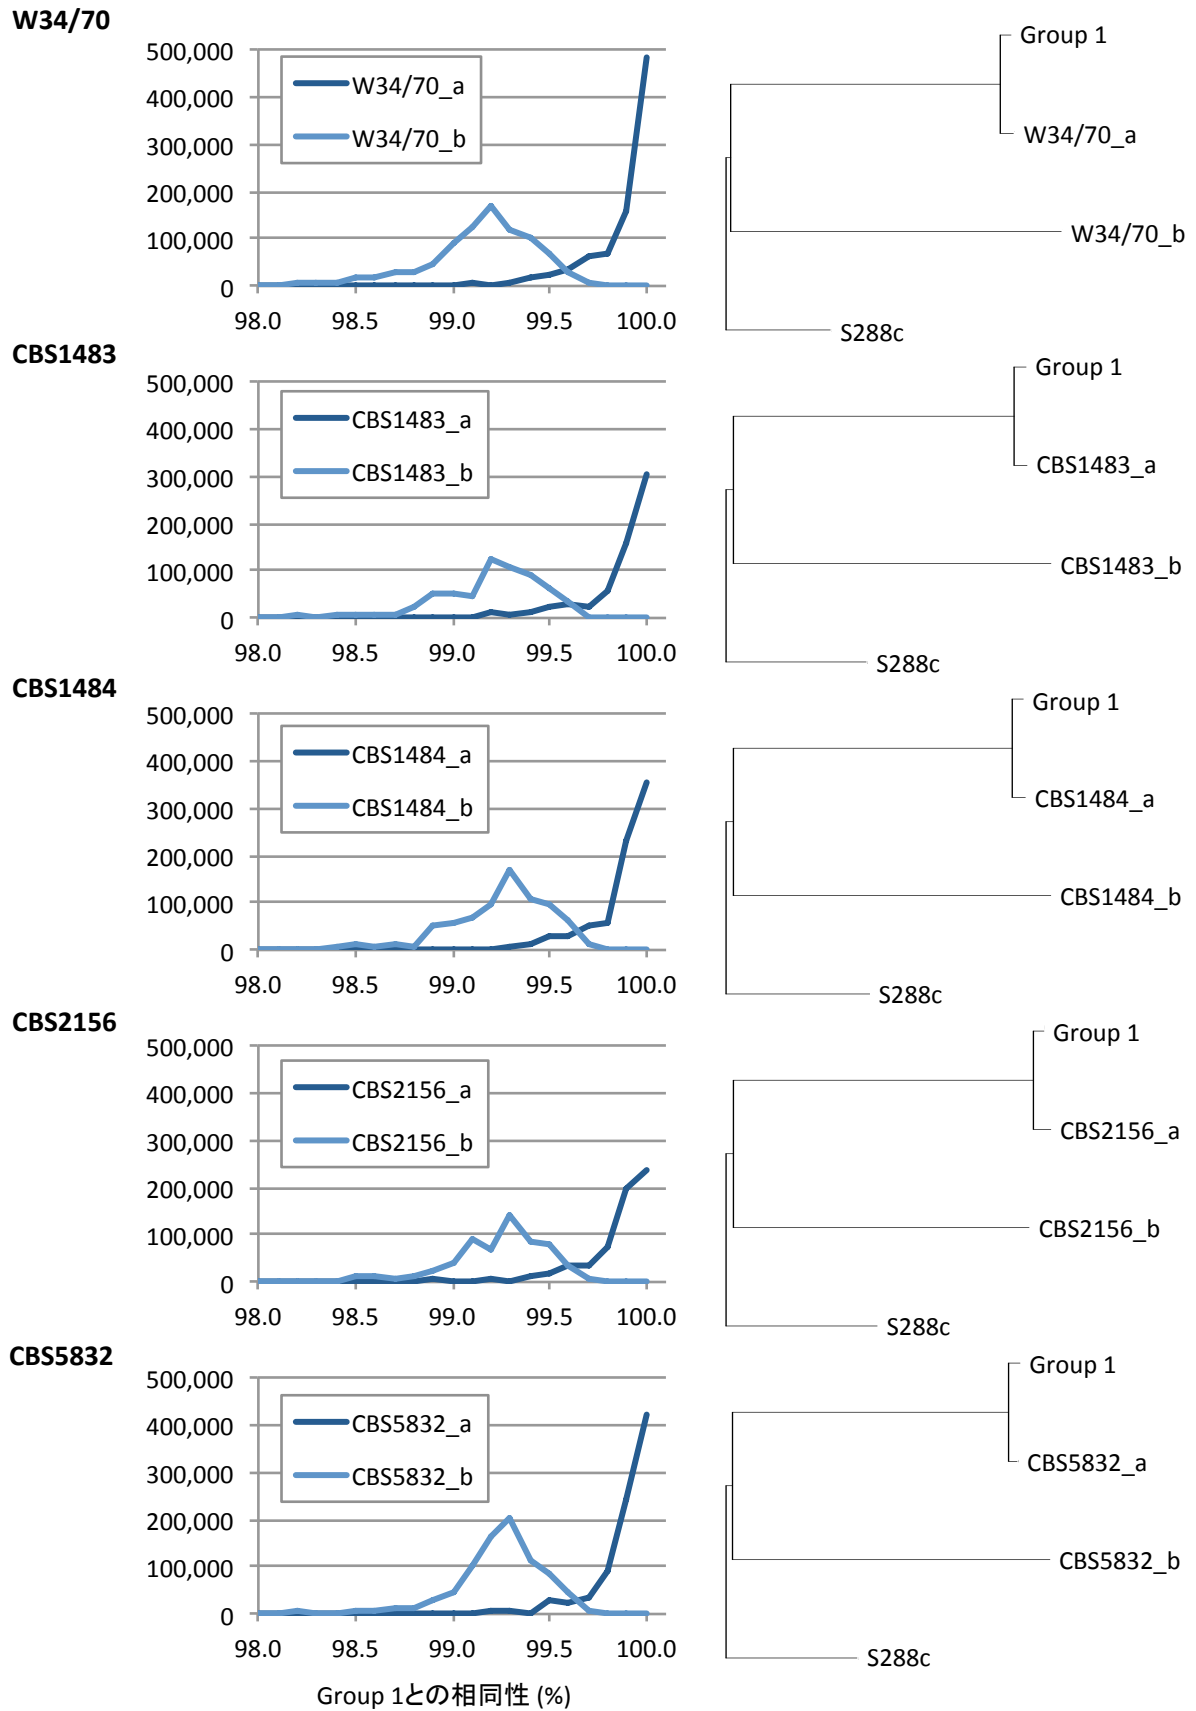 W34/70
500,000
400,000
300,000
200,000
100,000
0
98.0 98.5 99.0 99.5 100.0
W34/70_a
W34/70_b
Group 1
W34/70_a
W34/70_b
S288c
CBS1483
500,000
400,000
300,000
200,000
100,000
0
98.0 98.5 99.0 99.5 100.0
CBS1483_a
CBS1483_b
Group 1
CBS1483_a
CBS1483_b
S288c
CBS1484
500,000
400,000
300,000
200,000
100,000
0
98.0 98.5 99.0 99.5 100.0
CBS1484_a
CBS1484_b
Group 1
CBS1484_a
CBS1484_b
S288c
CBS2156
500,000
400,000
300,000
200,000
100,000
0
98.0 98.5 99.0 99.5 100.0
CBS2156_a
CBS2156_b
Group 1
CBS2156_a
CBS2156_b
S288c
CBS5832
500,000
400,000
300,000
200,000
100,000
0
98.0 98.5 99.0 99.5 100.0
CBS5832_a
CBS5832_b
Group 1
CBS5832_a
CBS5832_b
S288c
Group 1との相同性 (%)